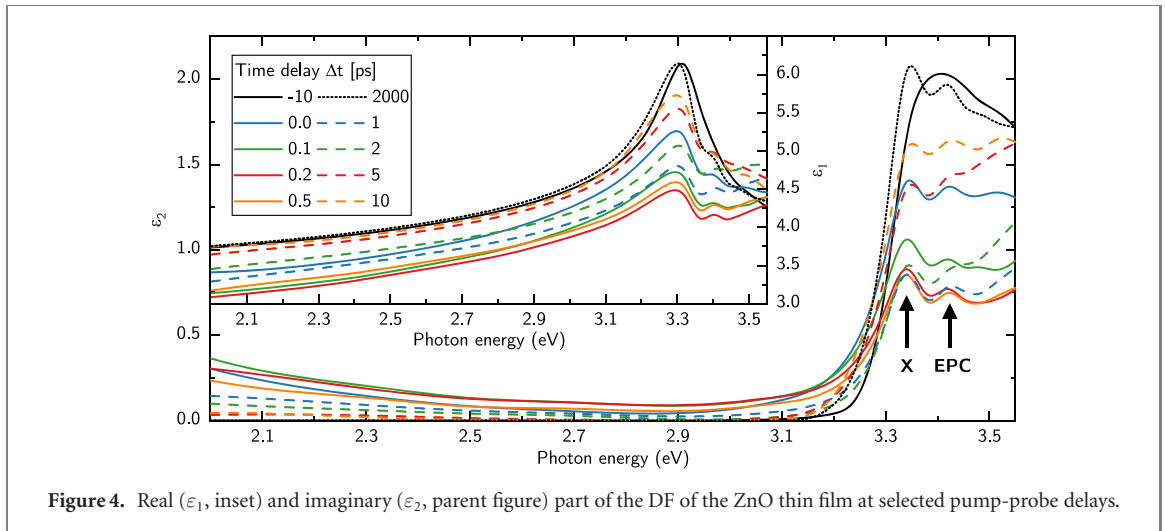 2.0
1.5
1.0
0.5
0.0
ε₂
Time delay Δt [ps]
-10 2000
0.0 1
0.1 2
0.2 5
0.5 10
6.0
5.5
5.0
4.5
4.0
3.5
3.0
ε₁
2.1 2.3 2.5 2.7 2.9 3.1 3.3 3.5
Photon energy (eV)
X EPC
2.1 2.3 2.5 2.7 2.9 3.1 3.3 3.5
Photon energy (eV)
Figure 4. Real (ε₁, inset) and imaginary (ε₂, parent figure) part of the DF of the ZnO thin film at selected pump-probe delays.